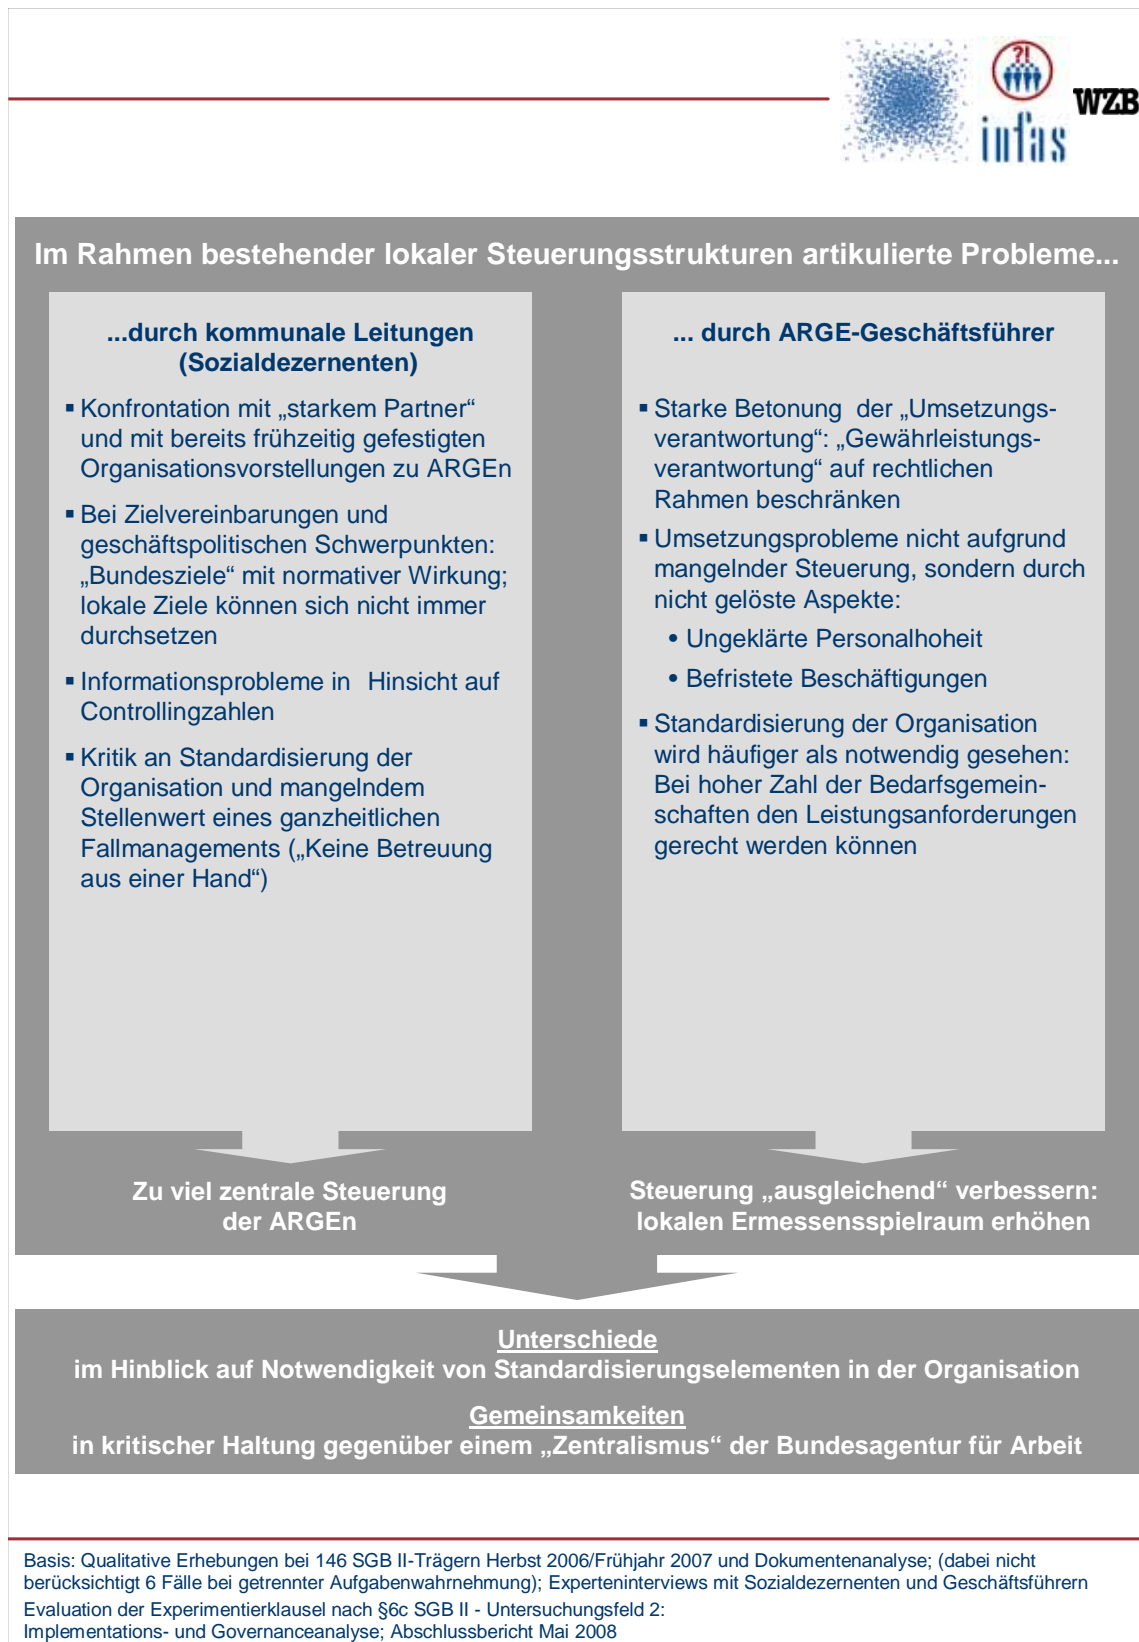 ?!
infas
WZB
Im Rahmen bestehender lokaler Steuerungsstrukturen artikulierte Probleme...
...durch kommunale Leitungen
(Sozialdezernenten)
▪ Konfrontation mit „starkem Partner“
und mit bereits frühzeitig gefestigten
Organisationsvorstellungen zu ARGEn
▪ Bei Zielvereinbarungen und
geschäftspolitischen Schwerpunkten:
„Bundesziele“ mit normativer Wirkung;
lokale Ziele können sich nicht immer
durchsetzen
▪ Informationsprobleme in Hinsicht auf
Controllingzahlen
▪ Kritik an Standardisierung der
Organisation und mangelndem
Stellenwert eines ganzheitlichen
Fallmanagements („Keine Betreuung
aus einer Hand“)
Zu viel zentrale Steuerung
der ARGEn
... durch ARGE-Geschäftsführer
▪ Starke Betonung der „Umsetzungs-
verantwortung“: „Gewährleistungs-
verantwortung“ auf rechtlichen
Rahmen beschränken
▪ Umsetzungsprobleme nicht aufgrund
mangelnder Steuerung, sondern durch
nicht gelöste Aspekte:
• Ungeklärte Personalhoheit
• Befristete Beschäftigungen
▪ Standardisierung der Organisation
wird häufiger als notwendig gesehen:
Bei hoher Zahl der Bedarfsgemein-
schaften den Leistungsanforderungen
gerecht werden können
Steuerung „ausgleichend“ verbessern:
lokalen Ermessensspielraum erhöhen
Unterschiede
im Hinblick auf Notwendigkeit von Standardisierungselementen in der Organisation
Gemeinsamkeiten
in kritischer Haltung gegenüber einem „Zentralismus“ der Bundesagentur für Arbeit
Basis: Qualitative Erhebungen bei 146 SGB II-Trägern Herbst 2006/Frühjahr 2007 und Dokumentenanalyse; (dabei nicht
berücksichtigt 6 Fälle bei getrennter Aufgabenwahrnehmung); Experteninterviews mit Sozialdezernenten und Geschäftsführern
Evaluation der Experimentierklausel nach §6c SGB II - Untersuchungsfeld 2:
Implementations- und Governanceanalyse; Abschlussbericht Mai 2008